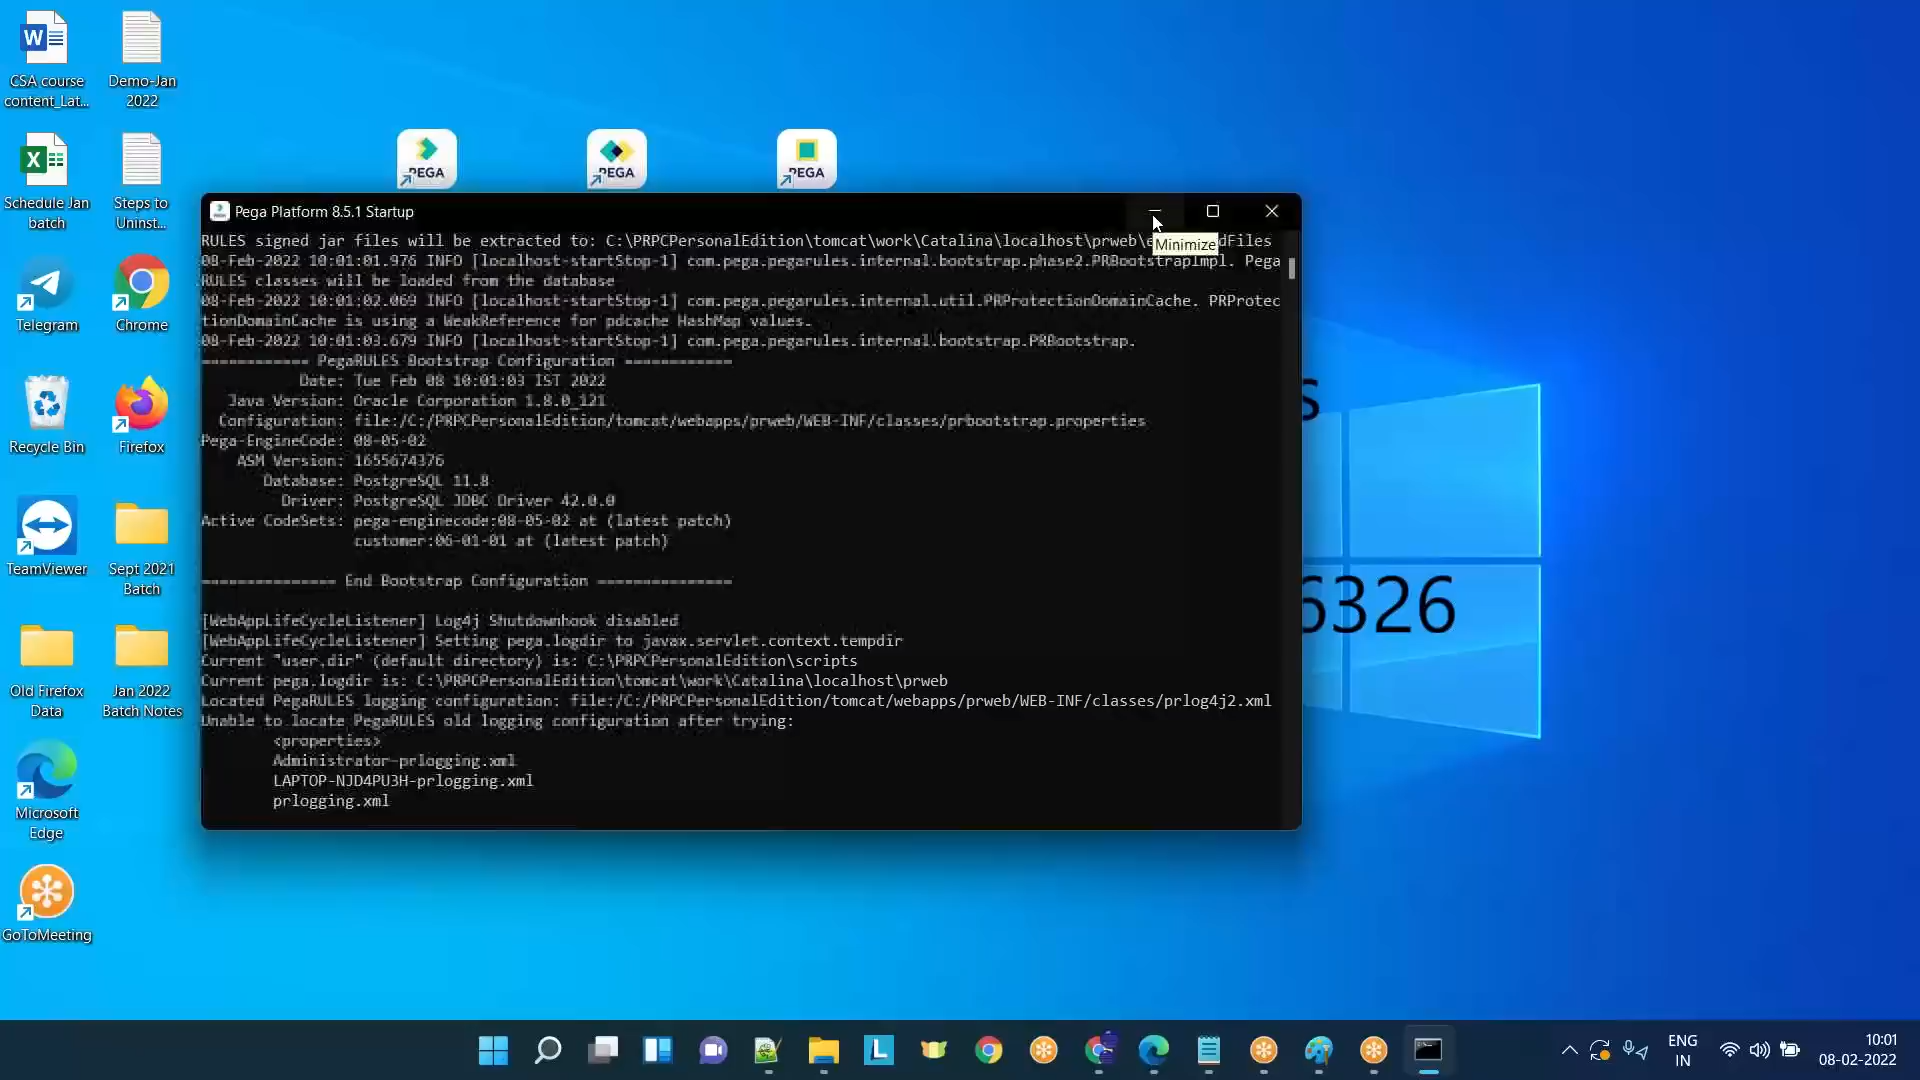 CSA course
content_Lat...
Demo-Jan
2022
Schedule Jan
batch
Steps to
Uninst...
Telegram
Chrome
Recycle Bin
Firefox
TeamViewer
Sept 2021
Batch
Old Firefox
Data
Jan 2022
Batch Notes
Microsoft
Edge
GoToMeeting
PEGA
PEGA
PEGA
Pega Platform 8.5.1 Startup
Minimize
RULES signed jar files will be extracted to: C:\PRPCPersonalEdition\tomcat\work\Catalina\localhost\prweb\e dFiles
08-Feb-2022 10:01:01.976 INFO [localhost-startStop-1] com.pega.pegarules.internal.bootstrap.phase2.PRBootstrapImpl. Pega
RULES classes will be loaded from the database
08-Feb-2022 10:01:02.069 INFO [localhost-startStop-1] com.pega.pegarules.internal.util.PRProtectionDomainCache. PRProtec
tionDomainCache is using a WeakReference for pdcache HashMap values.
08-Feb-2022 10:01:03.679 INFO [localhost-startStop-1] com.pega.pegarules.internal.bootstrap.PRBootstrap.
============ PegaRULES Bootstrap Configuration ============
Date: Tue Feb 08 10:01:03 IST 2022
Java Version: Oracle Corporation 1.8.0_121
Configuration: file:/C:/PRPCPersonalEdition/tomcat/webapps/prweb/WEB-INF/classes/prbootstrap.properties
Pega-EngineCode: 08-05-02
ASM Version: 1655674376
Database: PostgreSQL 11.8
Driver: PostgreSQL JDBC Driver 42.0.0
Active CodeSets: pega-enginecode:08-05-02 at (latest patch)
customer:06-01-01 at (latest patch)
=============== End Bootstrap Configuration ===============
[WebAppLifeCycleListener] Log4j Shutdownhook disabled
[WebAppLifeCycleListener] Setting pega.logdir to javax.servlet.context.tempdir
Current "user.dir" (default directory) is: C:\PRPCPersonalEdition\scripts
Current pega.logdir is: C:\PRPCPersonalEdition\tomcat\work\Catalina\localhost\prweb
Located PegaRULES logging configuration: file:/C:/PRPCPersonalEdition/tomcat/webapps/prweb/WEB-INF/classes/prlog4j2.xml
Unable to locate PegaRULES old logging configuration after trying:
<properties>
Administrator-prlogging.xml
LAPTOP-NJD4PU3H-prlogging.xml
prlogging.xml
s
6326
ENG
IN
10:01
08-02-2022